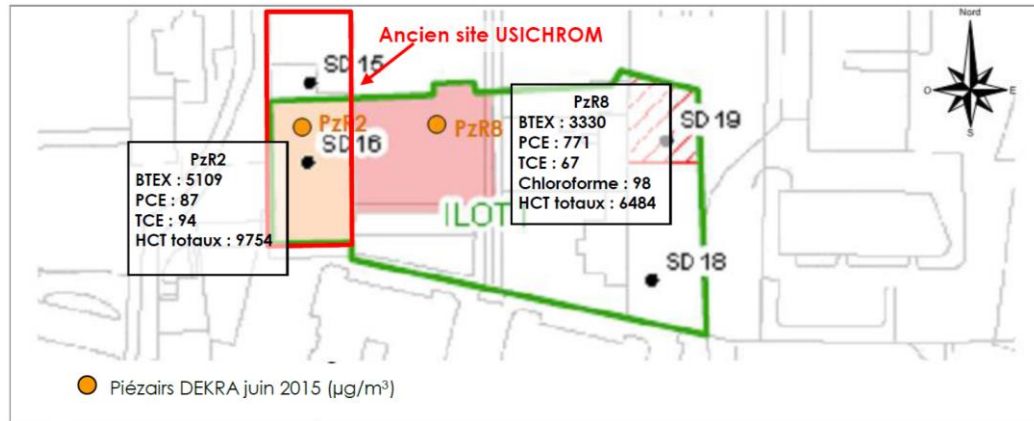 Ancien site USICHROM
Nord
O
E
S
SD 15
PzR2
SD 16
PzR8
SD 19
SD 18
PzR2
BTEX : 5109
PCE : 87
TCE : 94
HCT totaux : 9754
PzR8
BTEX : 3330
PCE : 771
TCE : 67
Chloroforme : 98
HCT totaux : 6484
Piézairs DEKRA juin 2015 (µg/m³)